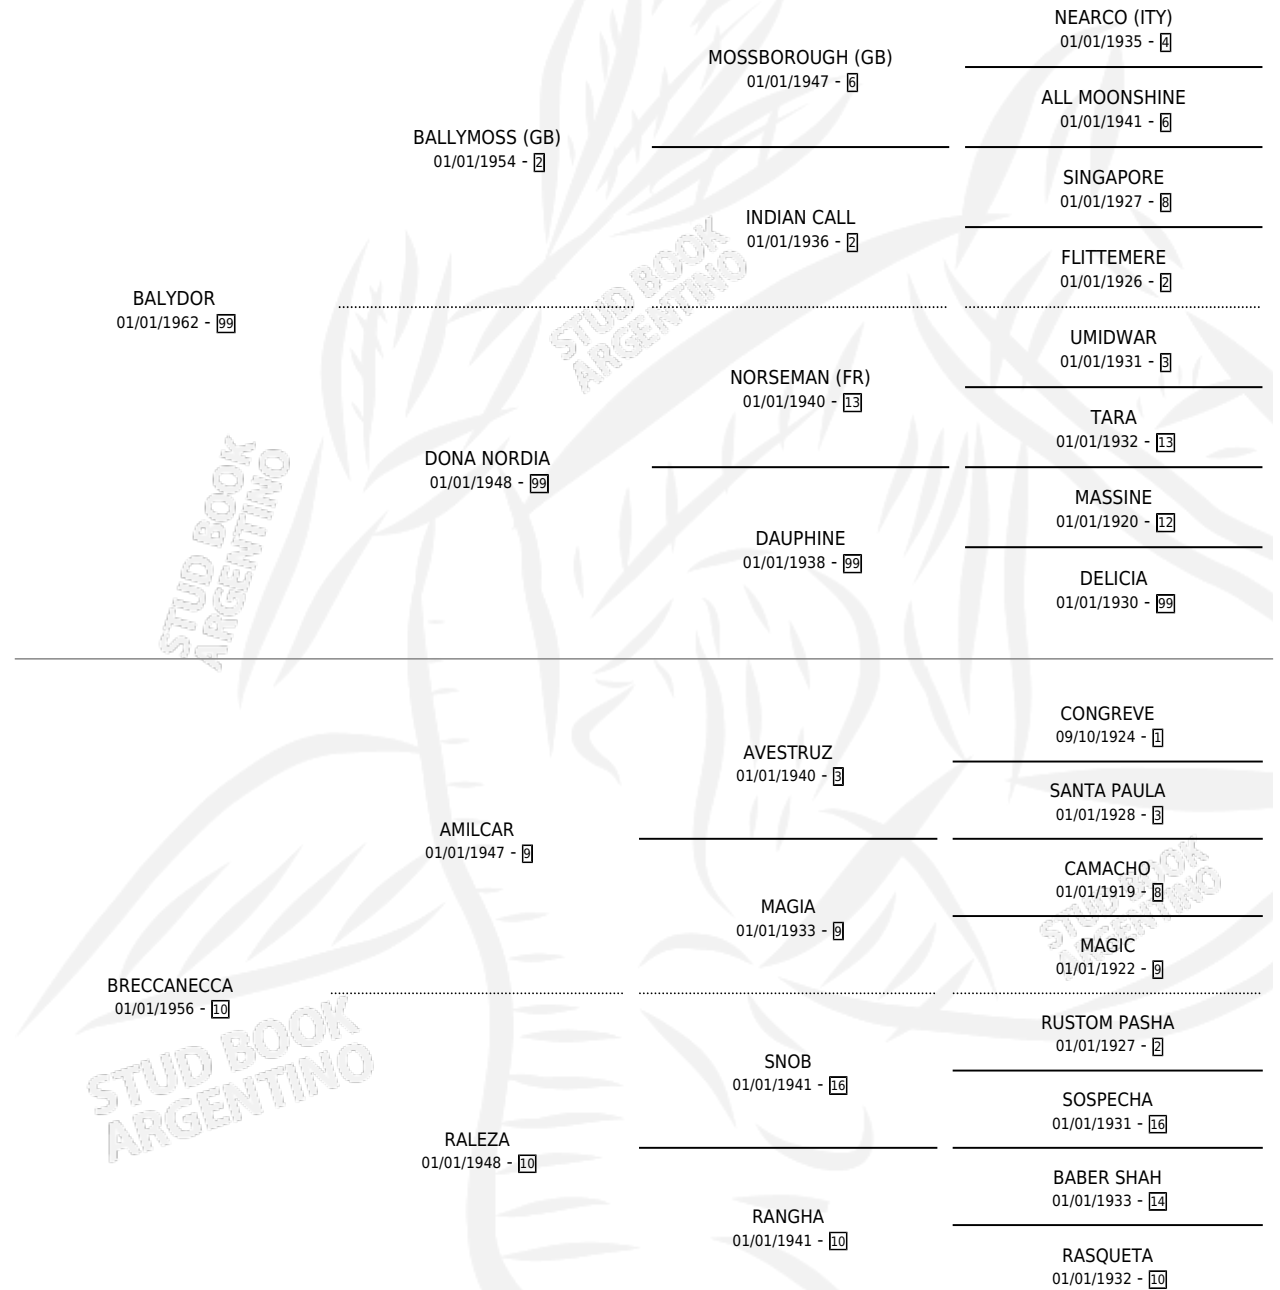 NEARCO (ITY)
01/01/1935 - 4
MOSSBOROUGH (GB)
01/01/1947 - 6
ALL MOONSHINE
01/01/1941 - 6
BALLYMOSS (GB)
01/01/1954 - 2
SINGAPORE
01/01/1927 - 8
INDIAN CALL
01/01/1936 - 2
FLITTEMERE
01/01/1926 - 2
BALYDOR
01/01/1962 - 99
UMIDWAR
01/01/1931 - 3
NORSEMAN (FR)
01/01/1940 - 13
TARA
01/01/1932 - 13
DONA NORDIA
01/01/1948 - 99
MASSINE
01/01/1920 - 12
DAUPHINE
01/01/1938 - 99
DELICIA
01/01/1930 - 99
CONGREVE
09/10/1924 - 1
AVESTRUZ
01/01/1940 - 3
SANTA PAULA
01/01/1928 - 3
AMILCAR
01/01/1947 - 9
CAMACHO
01/01/1919 - 8
MAGIA
01/01/1933 - 9
MAGIC
01/01/1922 - 9
BRECCANECCA
01/01/1956 - 10
RUSTOM PASHA
01/01/1927 - 2
SNOB
01/01/1941 - 16
SOSPECHA
01/01/1931 - 16
RALEZA
01/01/1948 - 10
BABER SHAH
01/01/1933 - 14
RANGHA
01/01/1941 - 10
RASQUETA
01/01/1932 - 10
STUD BOOK
ARGENTINO
STUD BOOK
ARGENTINO
STUD BOOK
ARGENTINO
STUD BOOK
ARGENTINO